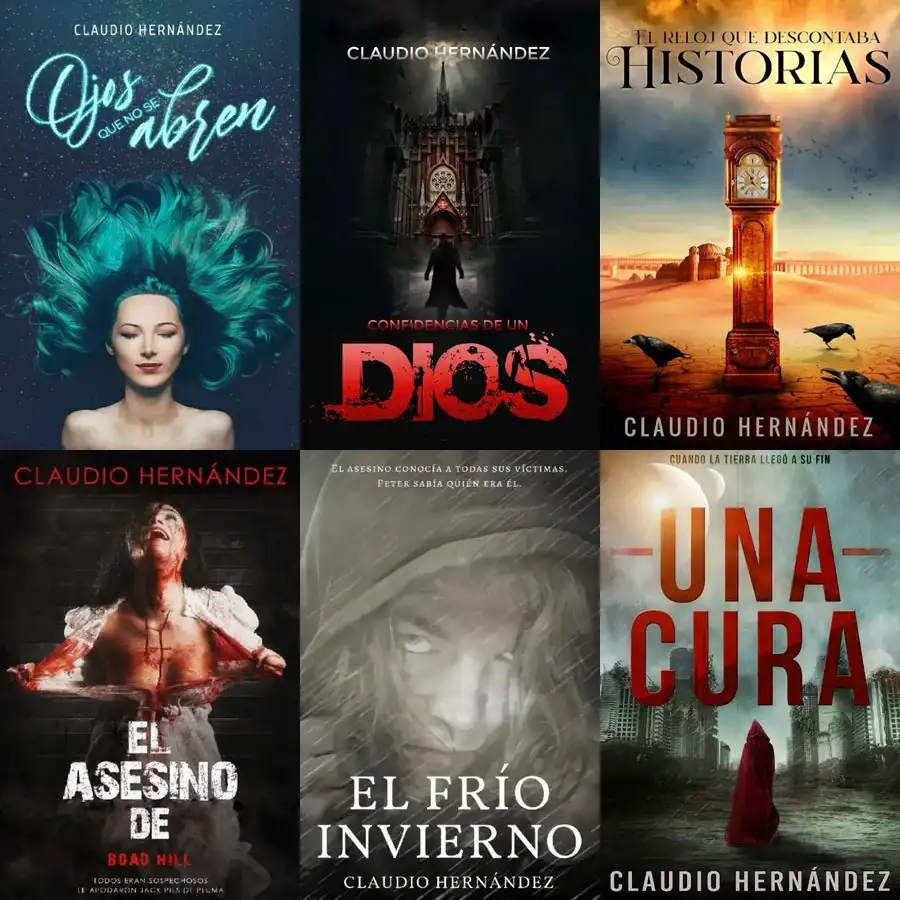 CLAUDIO HERNÁNDEZ
Ojos
QUE NO SE
abren
CLAUDIO HERNÁNDEZ
CONFIDENCIAS DE UN
DIOS
EL RELOJ QUE DESCONTABA
HISTORIAS
CLAUDIO HERNÁNDEZ
CLAUDIO HERNÁNDEZ
EL
ASESINO
DE
BOAD HILL
TODOS ERAN SOSPECHOSOS
LE APODARON JACK PIES DE PLUMA
EL ASESINO CONOCÍA A TODAS SUS VÍCTIMAS.
PETER SABÍA QUIÉN ERA ÉL.
EL FRÍO
INVIERNO
CLAUDIO HERNÁNDEZ
CUANDO LA TIERRA LLEGÓ A SU FIN
UNA
CURA
CLAUDIO HERNÁNDEZ